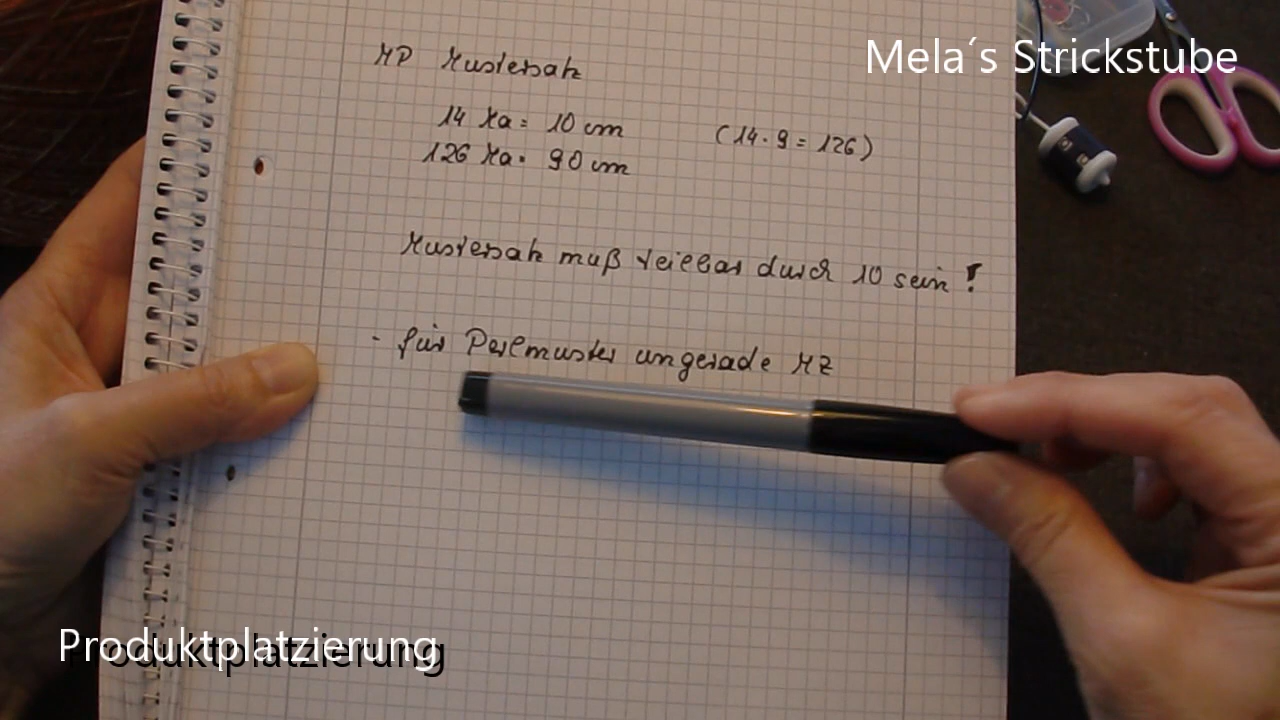 Mela´s Strickstube
MP Mustersatz
14 Ma = 10 cm (14 · 9 = 126)
126 Ma = 90 cm
Mustersatz muß teilbar durch 10 sein !
- für Perlmuster ungerade MZ
Produktplatzierung